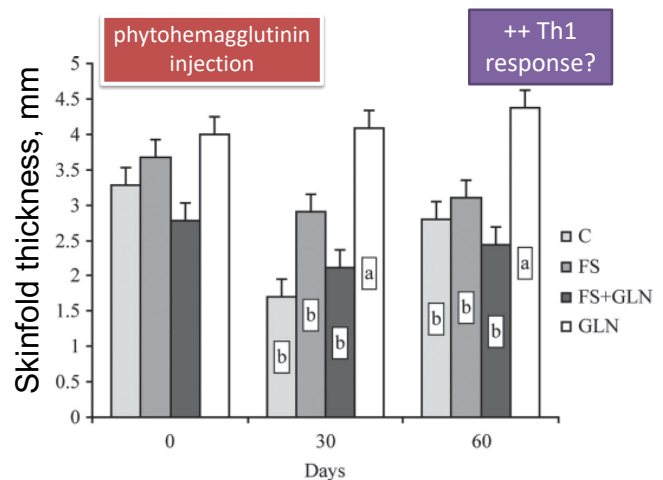 phytohemagglutinin
injection
++ Th1
response?
Skinfold thickness, mm
5
4.5
4
3.5
3
2.5
2
1.5
1
0.5
0
b
b
b
a
b
b
b
a
C
FS
FS+GLN
GLN
0
30
60
Days